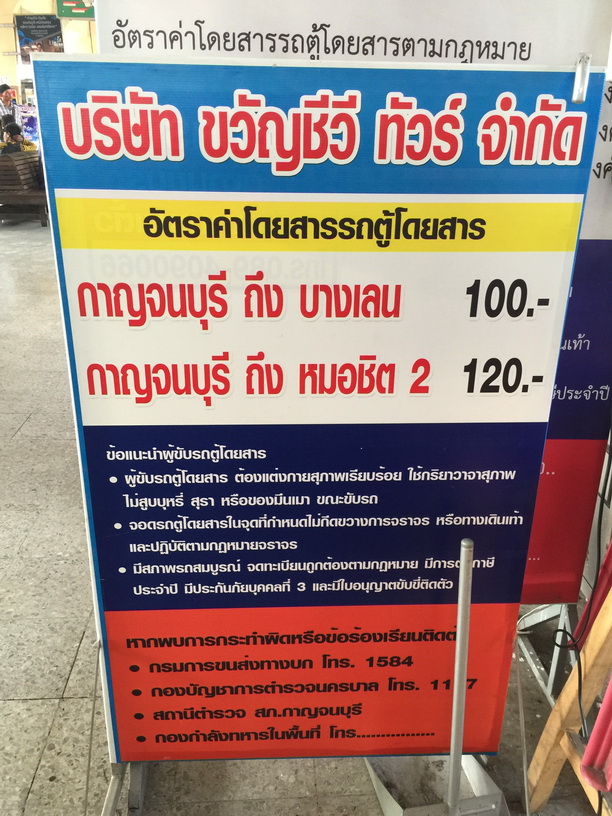 อัตราค่าโดยสารรถตู้โดยสารตามกฎหมาย
บริษัท ขวัญชีวี ทัวร์ จำกัด
อัตราค่าโดยสารรถตู้โดยสาร
กาญจนบุรี ถึง บางเลน 100.-
กาญจนบุรี ถึง หมอชิต 2 120.-
ข้อแนะนำผู้ขับรถตู้โดยสาร
• ผู้ขับรถตู้โดยสาร ต้องแต่งกายสุภาพเรียบร้อย ใช้กริยาวาจาสุภาพ
ไม่สูบบุหรี่ สุรา หรือของมึนเมา ขณะขับรถ
• จอดรถตู้โดยสารในจุดที่กำหนดไม่กีดขวางการจราจร หรือทางเดินเท้า
และปฏิบัติตามกฎหมายจราจร
• มีสภาพรถสมบูรณ์ จดทะเบียนถูกต้องตามกฎหมาย มีการ ภาษี
ประจำปี มีประกันภัยบุคคลที่ 3 และมีใบอนุญาตขับขี่ติดตัว
หากพบการกระทำผิดหรือข้อร้องเรียนติดต่
• กรมการขนส่งทางบก โทร. 1584
• กองบัญชาการตำรวจนครบาล โทร.
• สถานีตำรวจ สภ.กาญจนบุรี
• กองกำลังทหารในพื้นที่ โทร................
นเท้า
ประจำปี